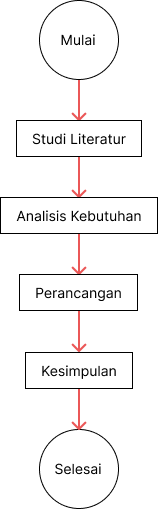 Mulai
Studi Literatur
Analisis Kebutuhan
Perancangan
Kesimpulan
Selesai